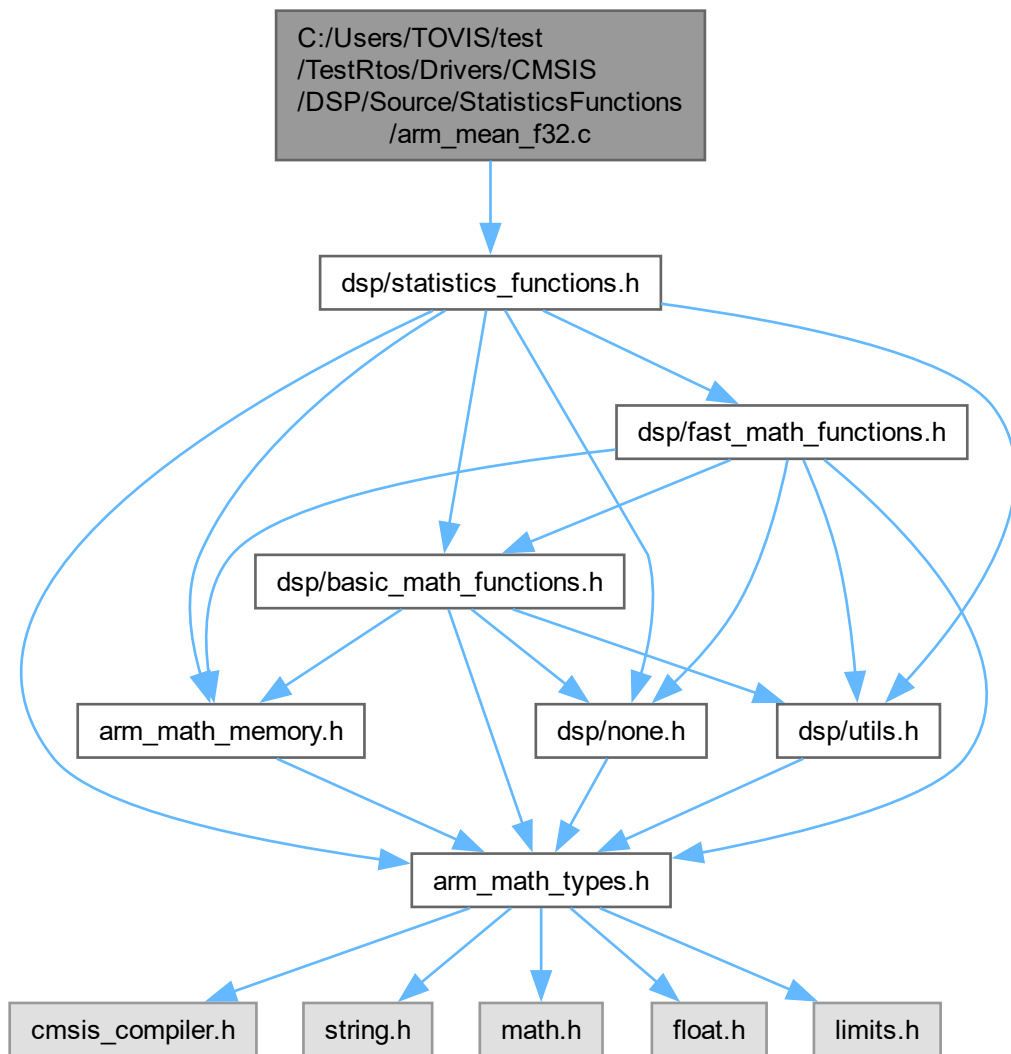 C:/Users/TOVIS/test
/TestRtos/Drivers/CMSIS
/DSP/Source/StatisticsFunctions
/arm_mean_f32.c
dsp/statistics_functions.h
dsp/fast_math_functions.h
dsp/basic_math_functions.h
arm_math_memory.h
dsp/none.h
dsp/utils.h
arm_math_types.h
cmsis_compiler.h
string.h
math.h
float.h
limits.h